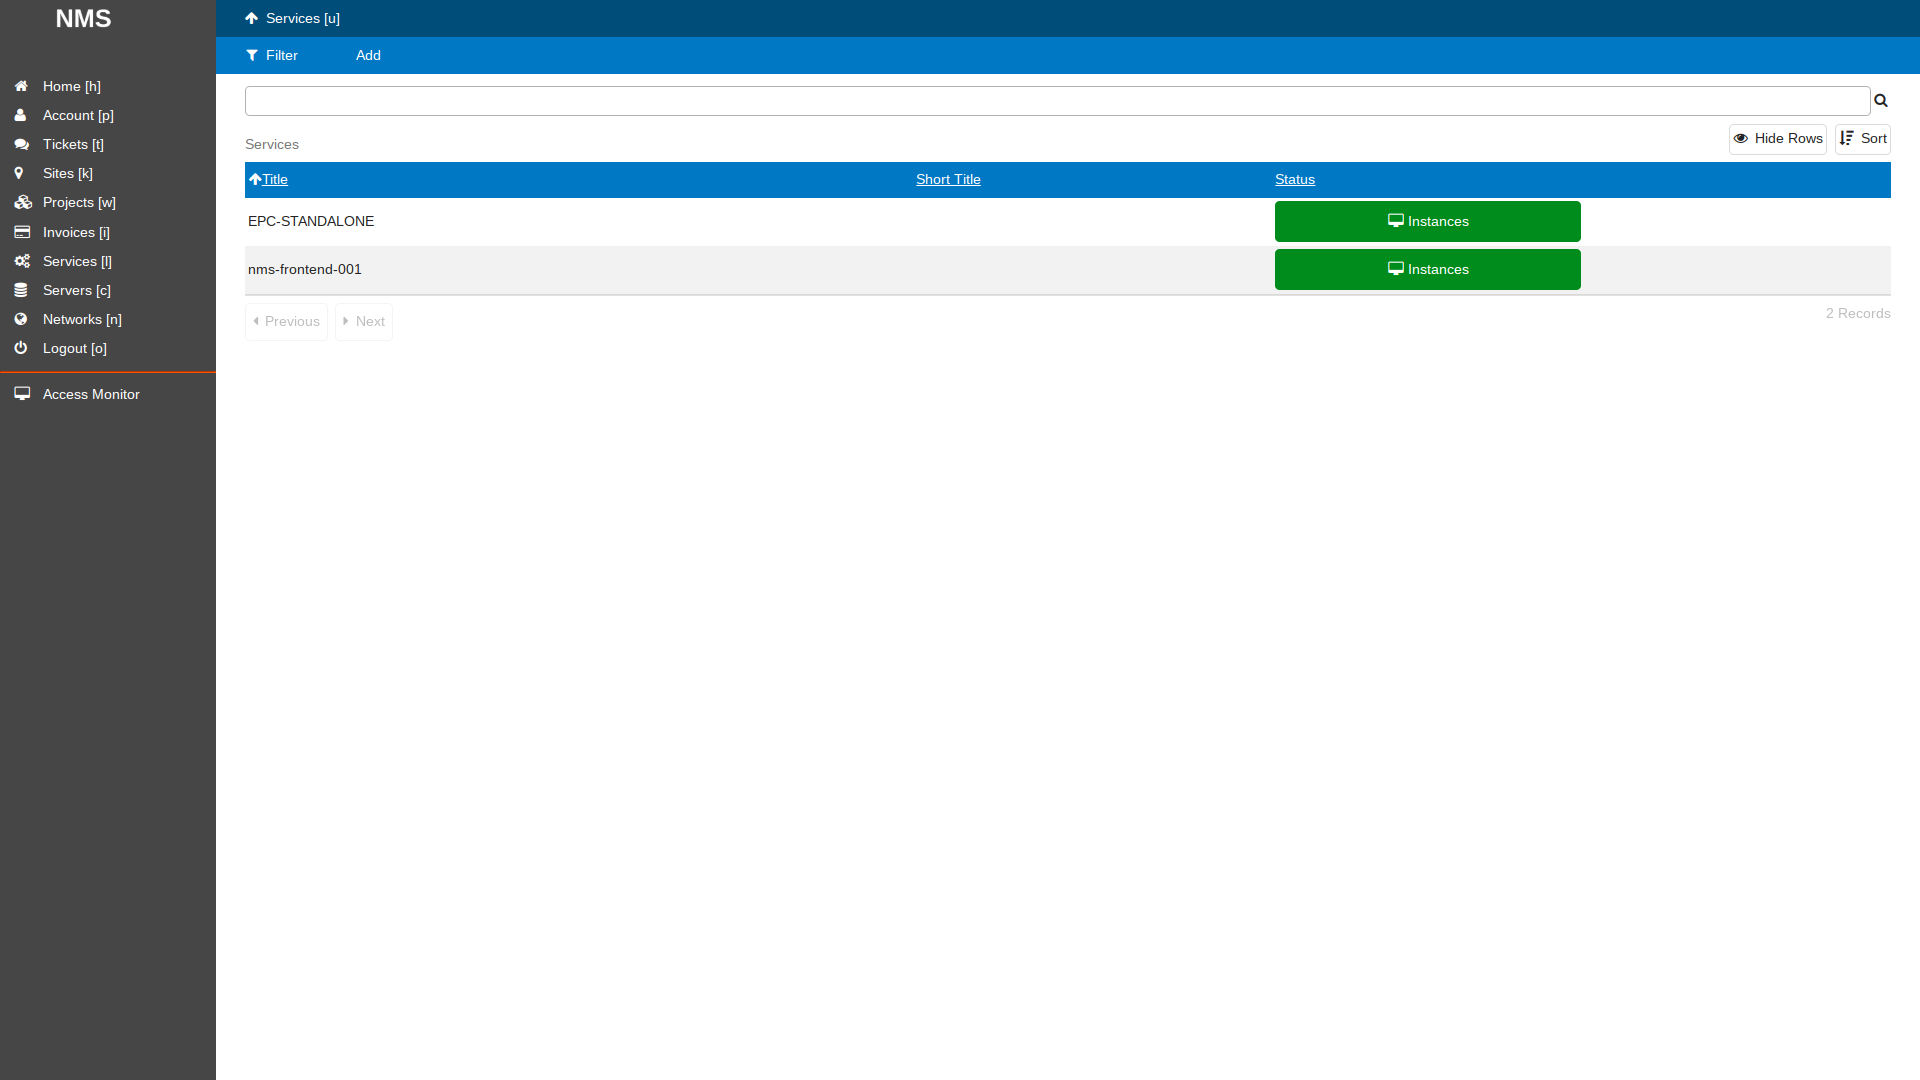 NMS
Home [h]
Account [p]
Tickets [t]
Sites [k]
Projects [w]
Invoices [i]
Services [l]
Servers [c]
Networks [n]
Logout [o]
Access Monitor
Services [u]
Filter Add
Services
Hide Rows Sort
Title Short Title Status
EPC-STANDALONE Instances
nms-frontend-001 Instances
Previous Next 2 Records